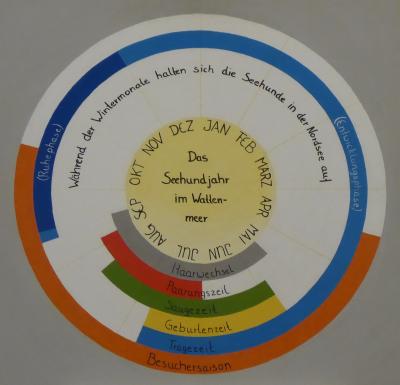 Während der Wintermonate halten sich die Seehunde in der Nordsee auf
(Ruhephase)
(Entwicklungsphase)
JAN
FEB
MÄRZ
APR
MAI
JUN
JUL
AUG
SEP
OKT
NOV
DEZ
Das
Seehundjahr
im Watten-
meer
Haarwechsel
Paarungszeit
Säugezeit
Geburtenzeit
Tragezeit
Besuchersaison